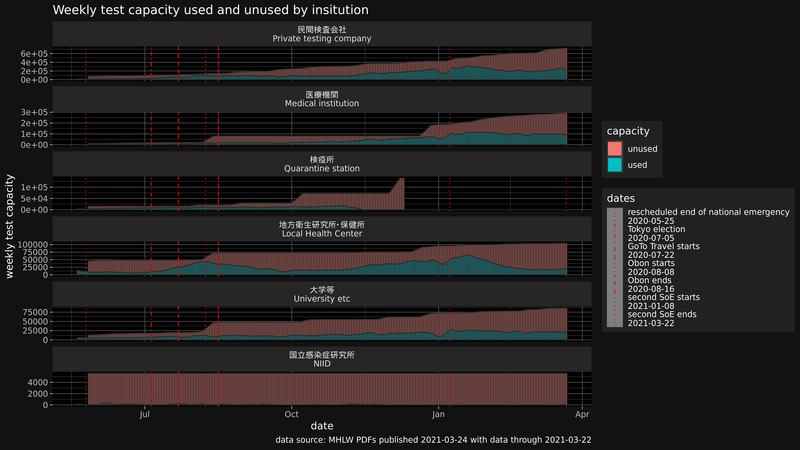 Weekly test capacity used and unused by insitution
民間検査会社
Private testing company
6e+05
4e+05
2e+05
0e+00
医療機関
Medical institution
3e+05
2e+05
1e+05
0e+00
検疫所
Quarantine station
1e+05
5e+04
0e+00
地方衛生研究所・保健所
Local Health Center
100000
75000
50000
25000
0
大学等
University etc
75000
50000
25000
0
国立感染症研究所
NIID
4000
2000
0
Jul
Oct
Jan
Apr
date
weekly test capacity
data source: MHLW PDFs published 2021-03-24 with data through 2021-03-22
capacity
unused
used
dates
rescheduled end of national emergency
2020-05-25
Tokyo election
2020-07-05
GoTo Travel starts
2020-07-22
Obon starts
2020-08-08
Obon ends
2020-08-16
second SoE starts
2021-01-08
second SoE ends
2021-03-22